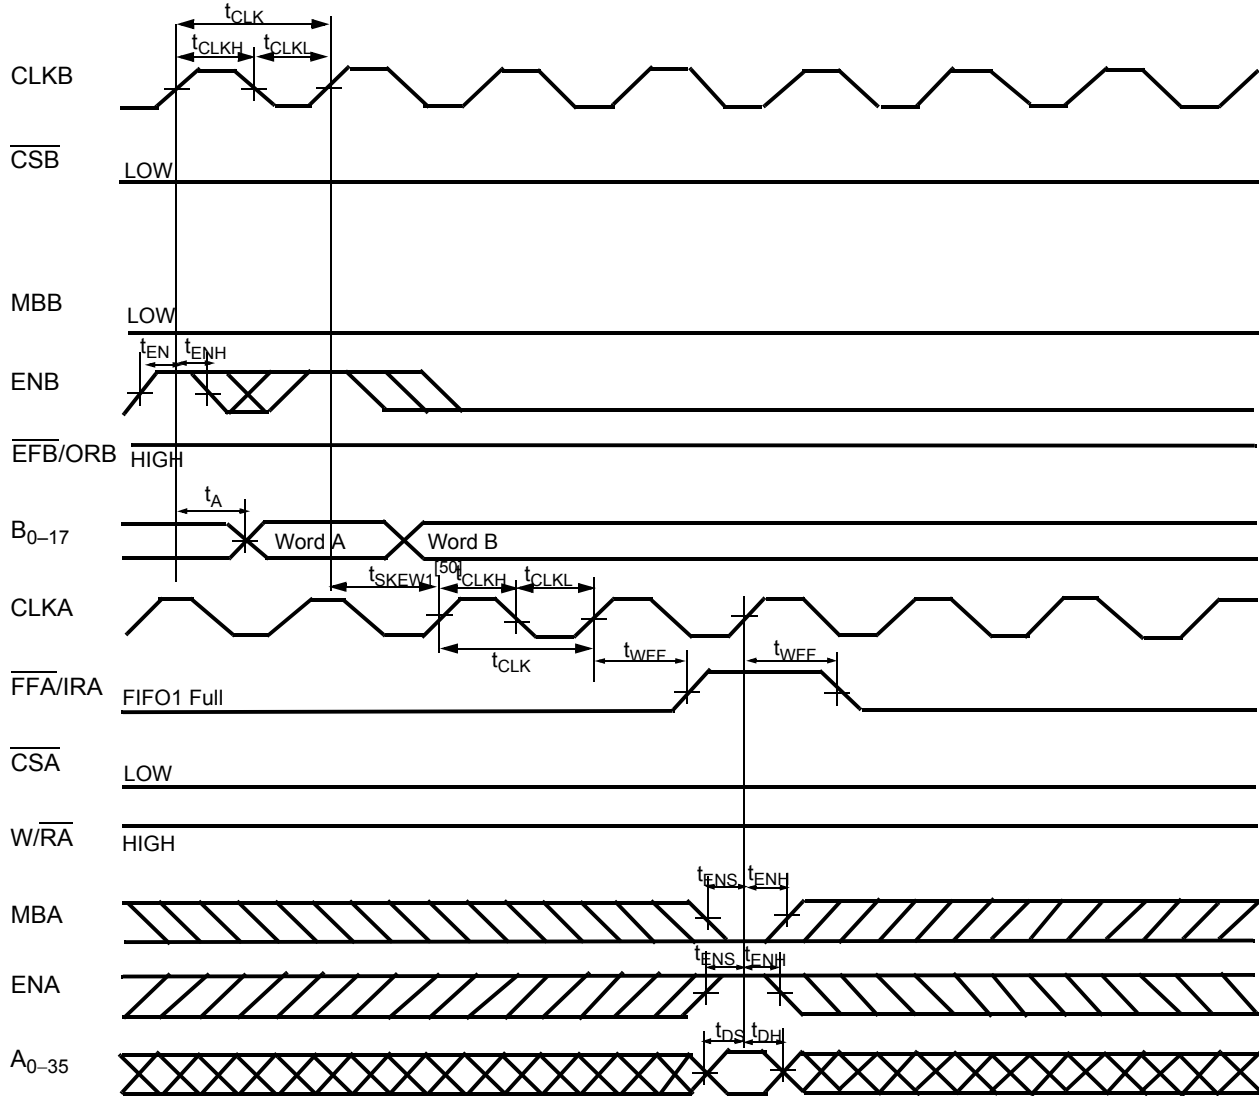 tCLK
tCLKH tCLKL
CLKB
CSB
LOW
MBB
LOW
tEN tENH
ENB
EFB/ORB HIGH
tA
B0–17
Word A Word B
tSKEW1[50] tCLKH tCLKL
CLKA
tCLK tWFF tWFF
FFA/IRA
FIFO1 Full
CSA
LOW
W/RA
HIGH
tENS tENH
MBA
tENS tENH
ENA
tDS tDH
A0–35